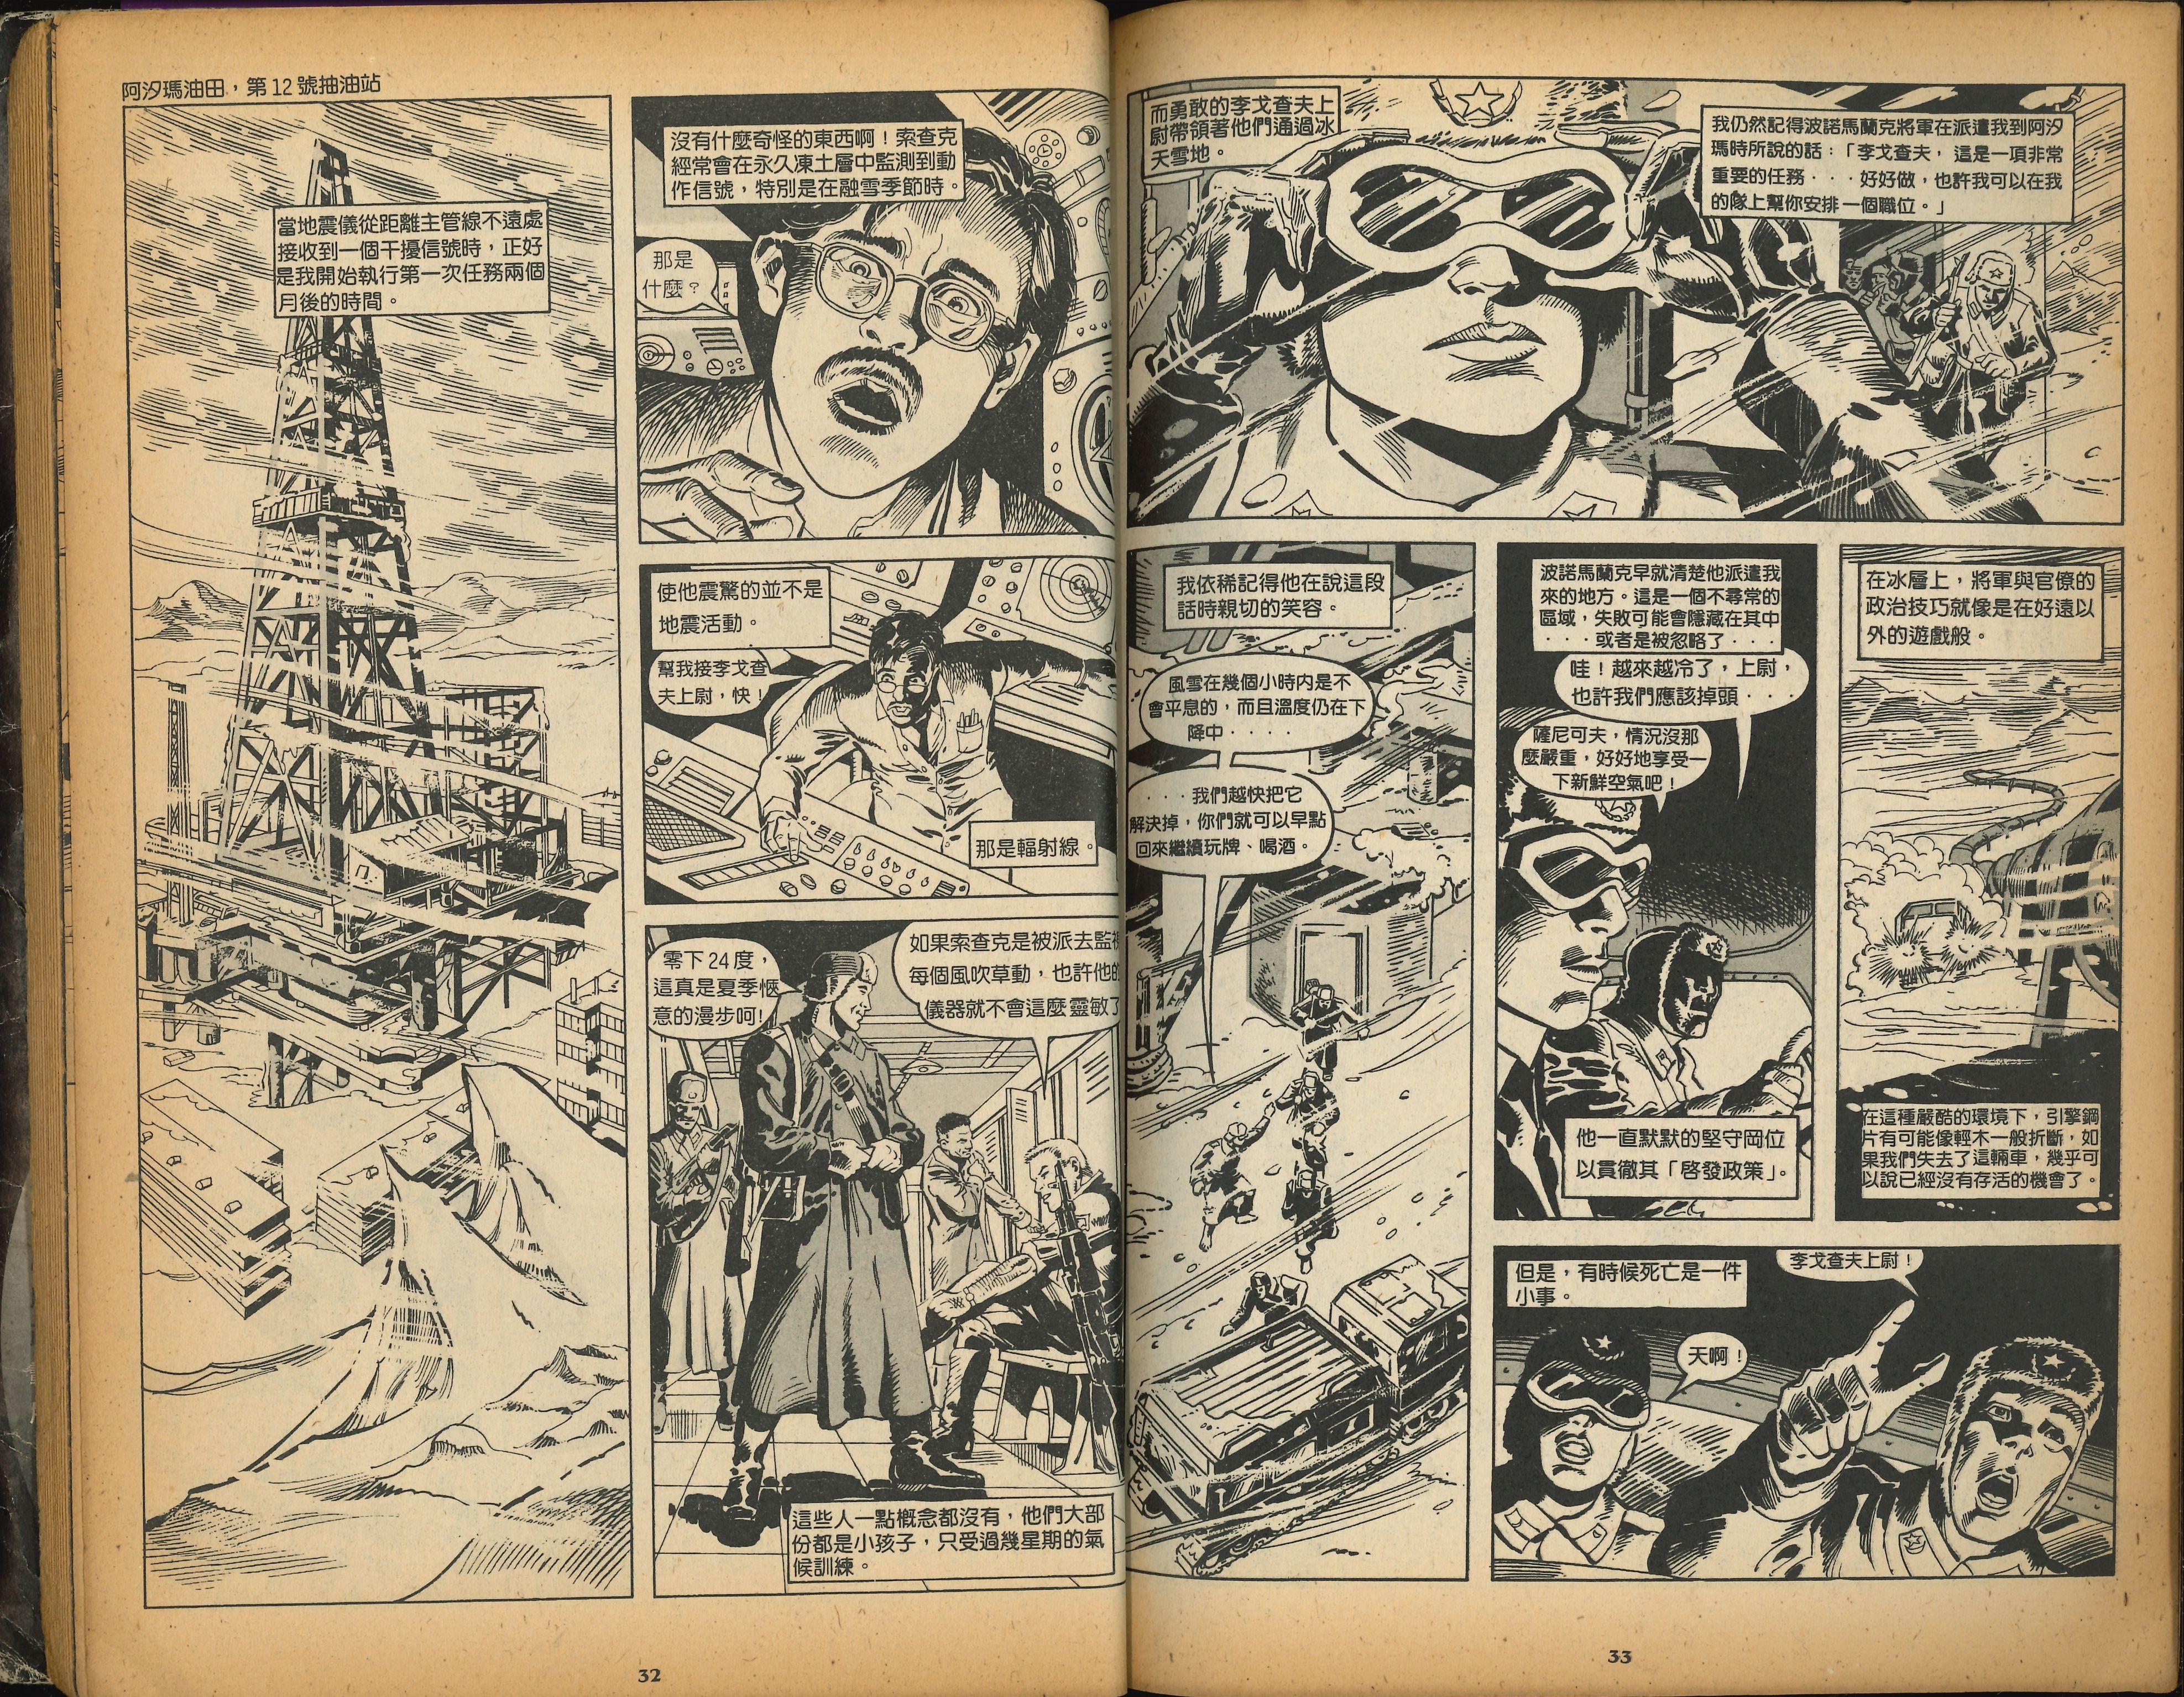 阿汐瑪油田，第12號抽油站
當地震儀從距離主管線不遠處
接收到一個干擾信號時，正好
是我開始執行第一次任務兩個
月後的時間。
沒有什麼奇怪的東西啊！索查克
經常會在永久凍土層中監測到動
作信號，特別是在融雪季節時。
那是
什麼？
使他震驚的並不是
地震活動。
幫我接李戈查
夫上尉，快！
那是輻射線。
零下24度，
這真是夏季愜
意的漫步呵！
如果索查克是被派去監視
每個風吹草動，也許他的
儀器就不會這麼靈敏了
這些人一點概念都沒有，他們大部
份都是小孩子，只受過幾星期的氣
候訓練。
32
而勇敢的李戈查夫上
尉帶領著他們通過冰
天雪地。
我仍然記得波諾馬蘭克將軍在派遣我到阿汐
瑪時所說的話：「李戈查夫，這是一項非常
重要的任務···好好做，也許我可以在我
的隊上幫你安排一個職位。」
我依稀記得他在說這段
話時親切的笑容。
風雪在幾個小時內是不
會平息的，而且溫度仍在下
降中····
····我們越快把它
解決掉，你們就可以早點
回來繼續玩牌、喝酒。
波諾馬蘭克早就清楚他派遣我
來的地方。這是一個不尋常的
區域，失敗可能會隱藏在其中
···或者是被忽略了···
哇！越來越冷了，上尉，
也許我們應該掉頭···
薩尼可夫，情況沒那
麼嚴重，好好地享受一
下新鮮空氣吧！
他一直默默的堅守岡位
以貫徹其「啓發政策」。
在冰層上，將軍與官僚的
政治技巧就像是在好遠以
外的遊戲般。
在這種嚴酷的環境下，引擎鋼
片有可能像輕木一般折斷，如
果我們失去了這輛車，幾乎可
以說已經沒有存活的機會了。
但是，有時候死亡是一件
小事。
李戈查夫上尉！
天啊！
33